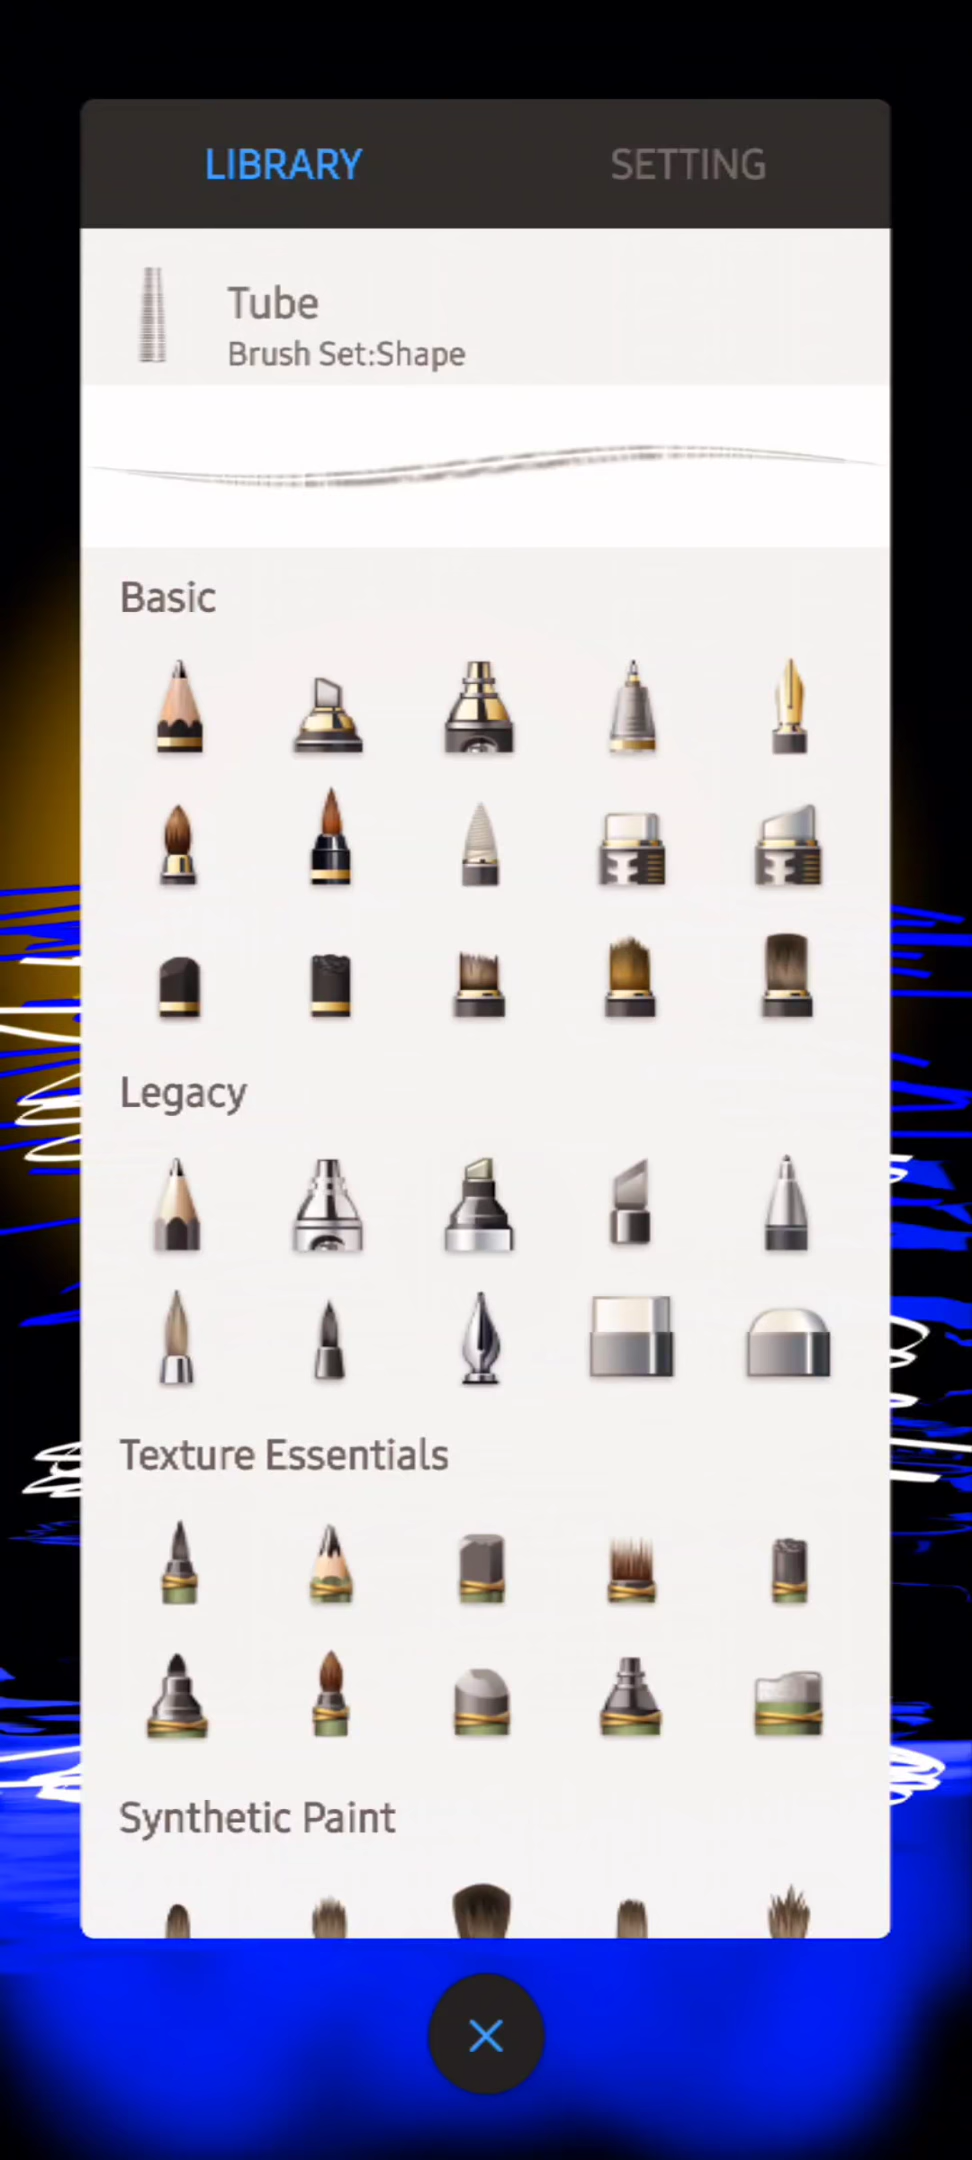 LIBRARY SETTING
Tube
Brush Set:Shape
Basic
Legacy
Texture Essentials
Synthetic Paint